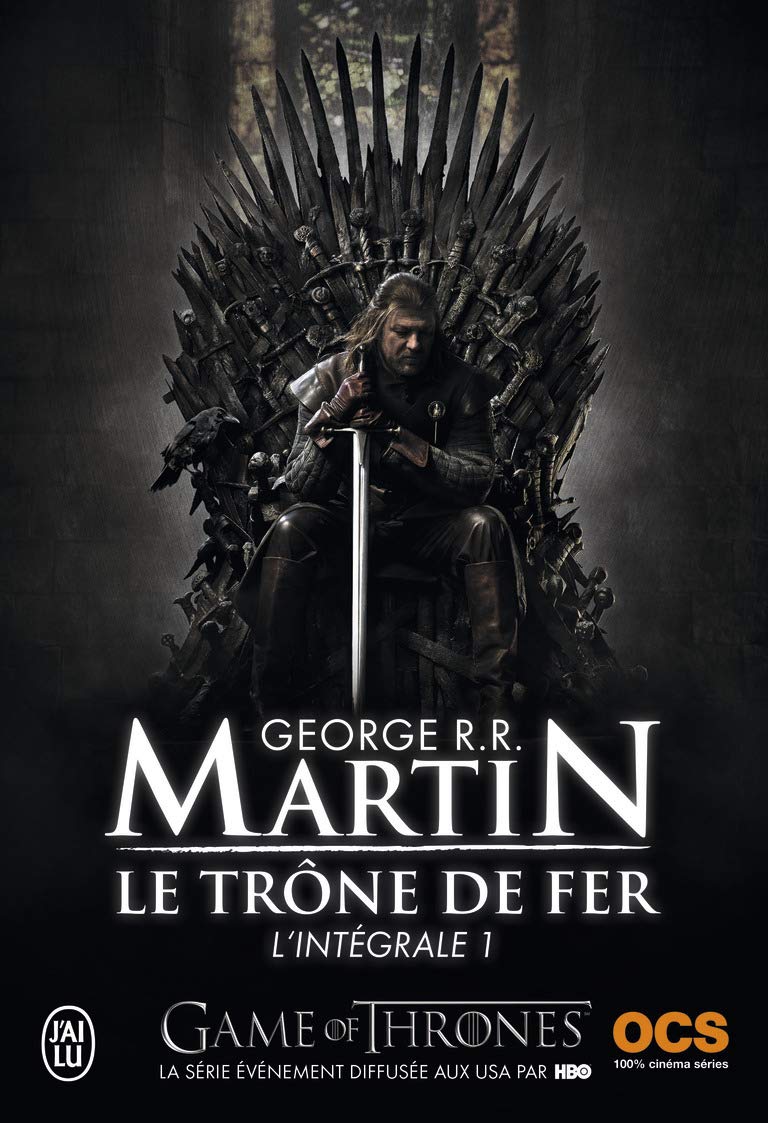 GEORGE R.R.
MARTIN
LE TRÔNE DE FER
L'INTÉGRALE 1
J'AI
LU
GAME OF THRONES™
LA SÉRIE ÉVÉNEMENT DIFFUSÉE AUX USA PAR HBO
OCS
100% cinéma séries